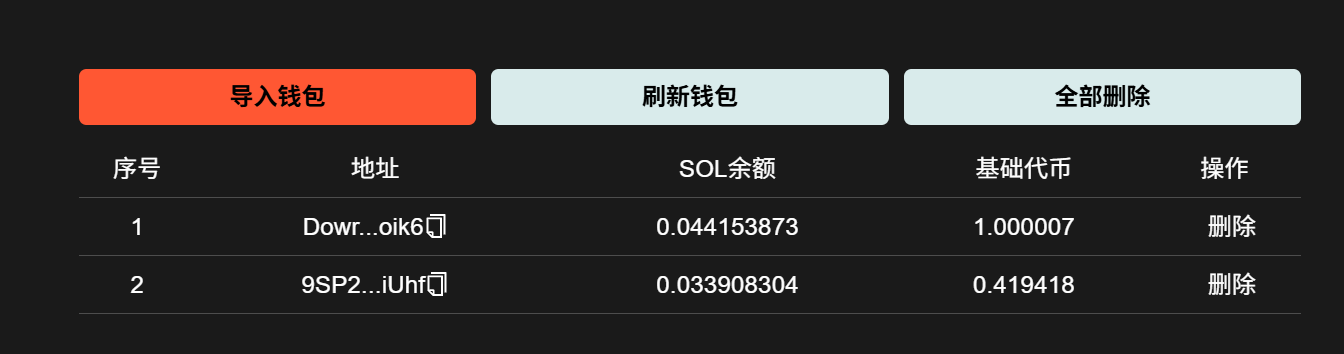 导入钱包 刷新钱包 全部删除
序号 地址 SOL余额 基础代币 操作
1 Dowr...oik6 0.044153873 1.000007 删除
2 9SP2...iUhf 0.033908304 0.419418 删除